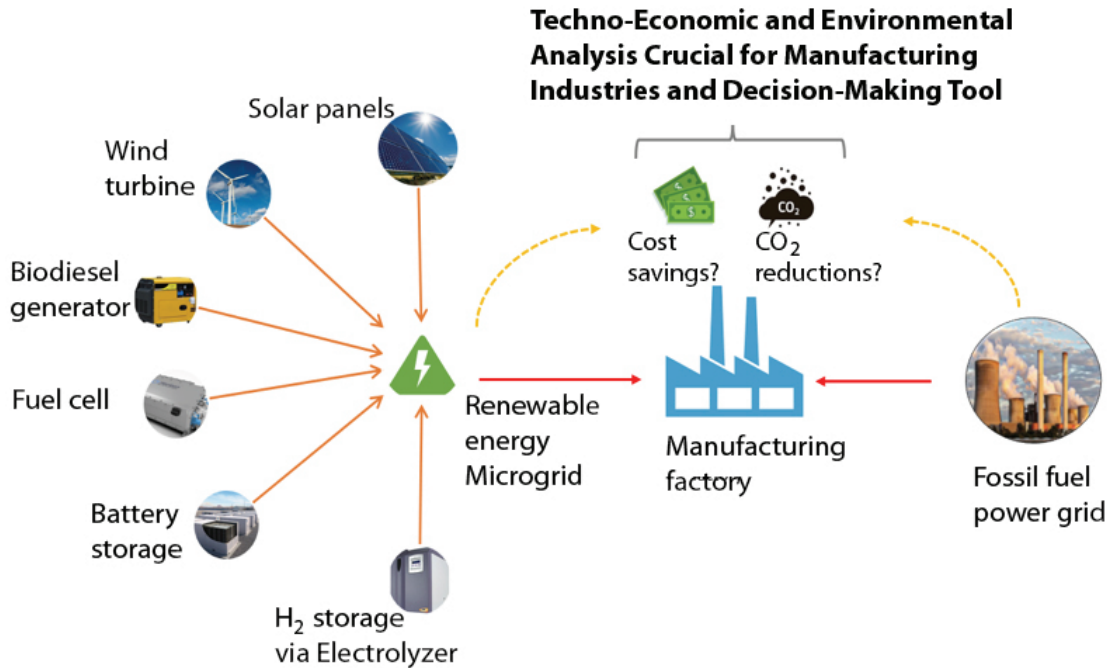 Techno-Economic and Environmental
Analysis Crucial for Manufacturing
Industries and Decision-Making Tool
Solar panels
Wind
turbine
Biodiesel
generator
Fuel cell
Battery
storage
H₂ storage
via Electrolyzer
Renewable
energy
Microgrid
Cost
savings?
CO₂
CO₂
reductions?
Manufacturing
factory
Fossil fuel
power grid